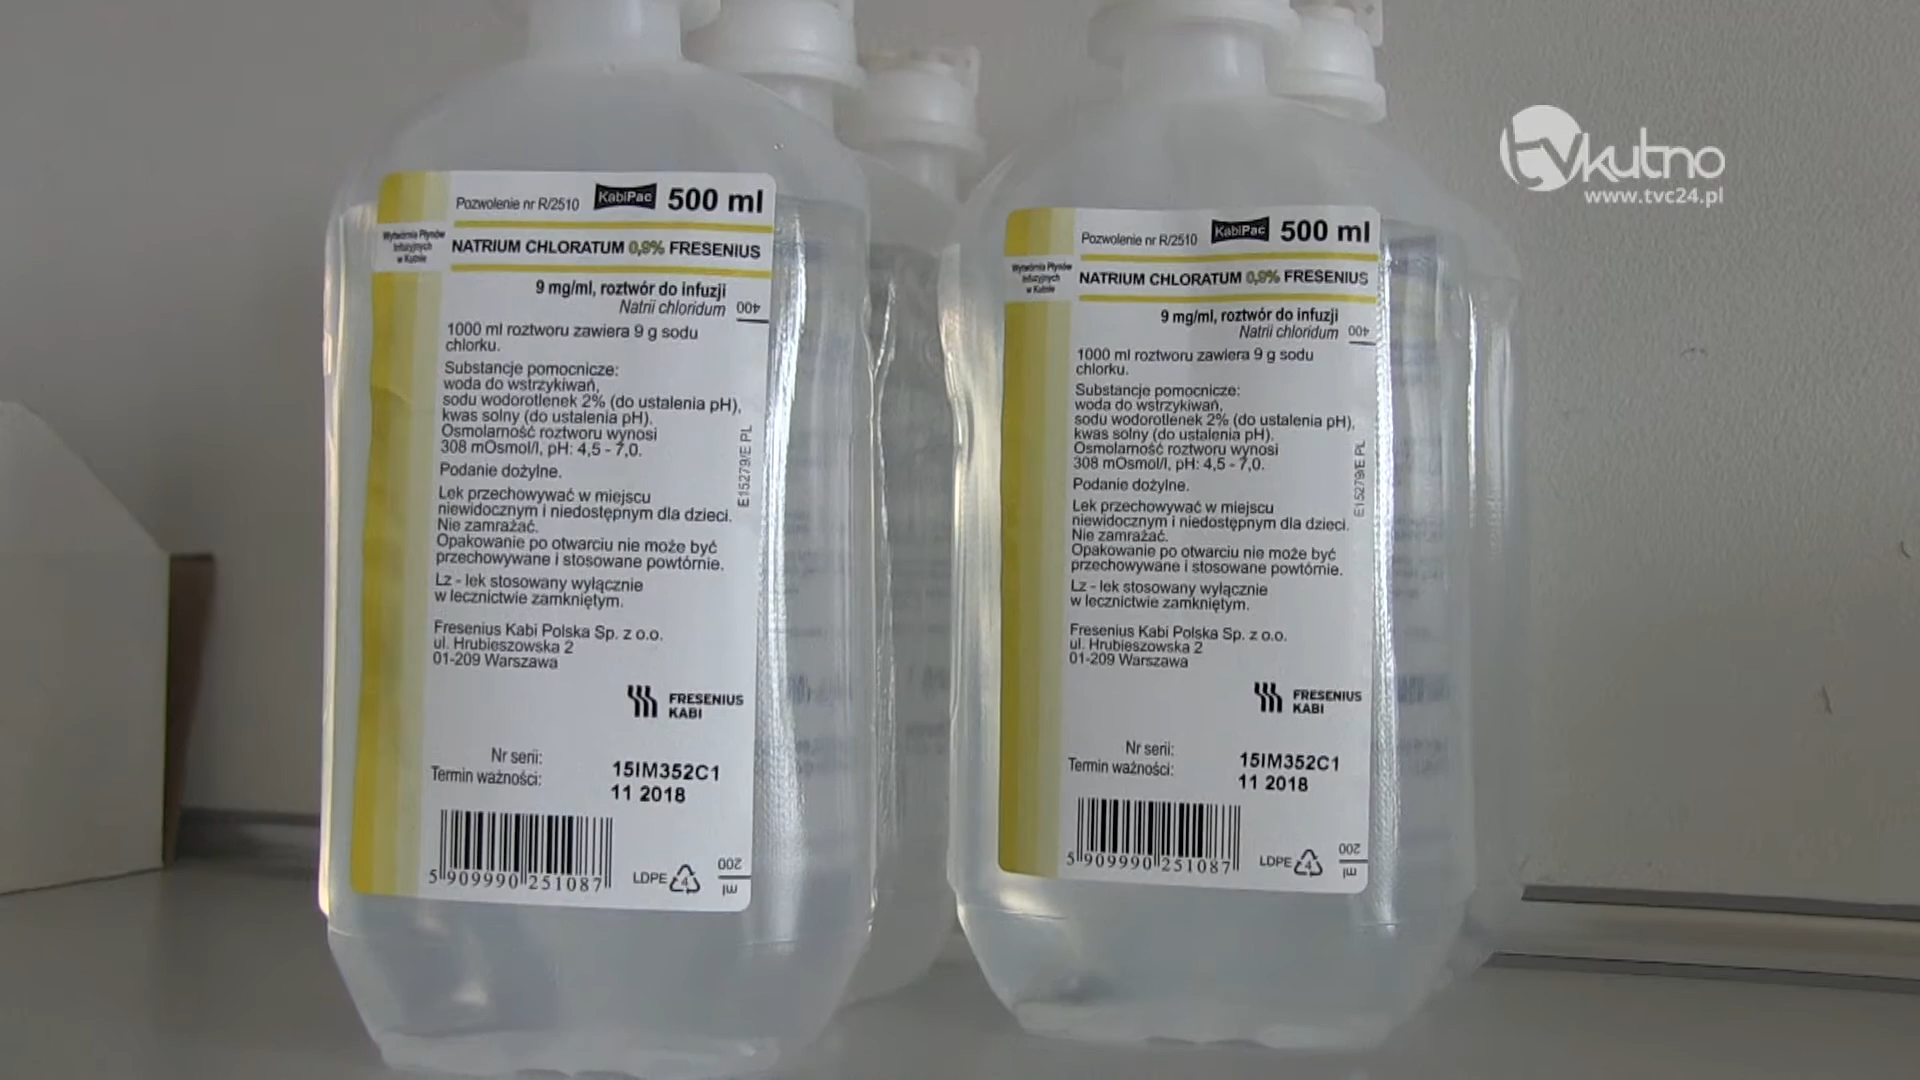 Pozwolenie nr R/2510 KabiPac 500 ml
Wytwórnia Płynów
Infuzyjnych
w Kutnie
NATRIUM CHLORATUM 0,9% FRESENIUS
9 mg/ml, roztwór do infuzji
Natrii chloridum
400
1000 ml roztworu zawiera 9 g sodu
chlorku.
Substancje pomocnicze:
woda do wstrzykiwań,
sodu wodorotlenek 2% (do ustalenia pH),
kwas solny (do ustalenia pH).
Osmolarność roztworu wynosi
308 mOsmol/l, pH: 4,5 - 7,0.
Podanie dożylne.
E15279/E PL
Lek przechowywać w miejscu
niewidocznym i niedostępnym dla dzieci.
Nie zamrażać.
Opakowanie po otwarciu nie może być
przechowywane i stosowane powtórnie.
Lz - lek stosowany wyłącznie
w lecznictwie zamkniętym.
Fresenius Kabi Polska Sp. z o.o.
ul. Hrubieszowska 2
01-209 Warszawa
FRESENIUS
KABI
Nr serii: 15IM352C1
Termin ważności: 11 2018
5 909990 251087
LDPE 4
200
ml
Pozwolenie nr R/2510 KabiPac 500 ml
Wytwórnia Płynów
Infuzyjnych
w Kutnie
NATRIUM CHLORATUM 0,9% FRESENIUS
9 mg/ml, roztwór do infuzji
Natrii chloridum
400
1000 ml roztworu zawiera 9 g sodu
chlorku.
Substancje pomocnicze:
woda do wstrzykiwań,
sodu wodorotlenek 2% (do ustalenia pH),
kwas solny (do ustalenia pH).
Osmolarność roztworu wynosi
308 mOsmol/l, pH: 4,5 - 7,0.
Podanie dożylne.
E15279/E PL
Lek przechowywać w miejscu
niewidocznym i niedostępnym dla dzieci.
Nie zamrażać.
Opakowanie po otwarciu nie może być
przechowywane i stosowane powtórnie.
Lz - lek stosowany wyłącznie
w lecznictwie zamkniętym.
Fresenius Kabi Polska Sp. z o.o.
ul. Hrubieszowska 2
01-209 Warszawa
FRESENIUS
KABI
Nr serii: 15IM352C1
Termin ważności: 11 2018
5 909990 251087
LDPE 4
200
ml
tvkutno
www.tvc24.pl